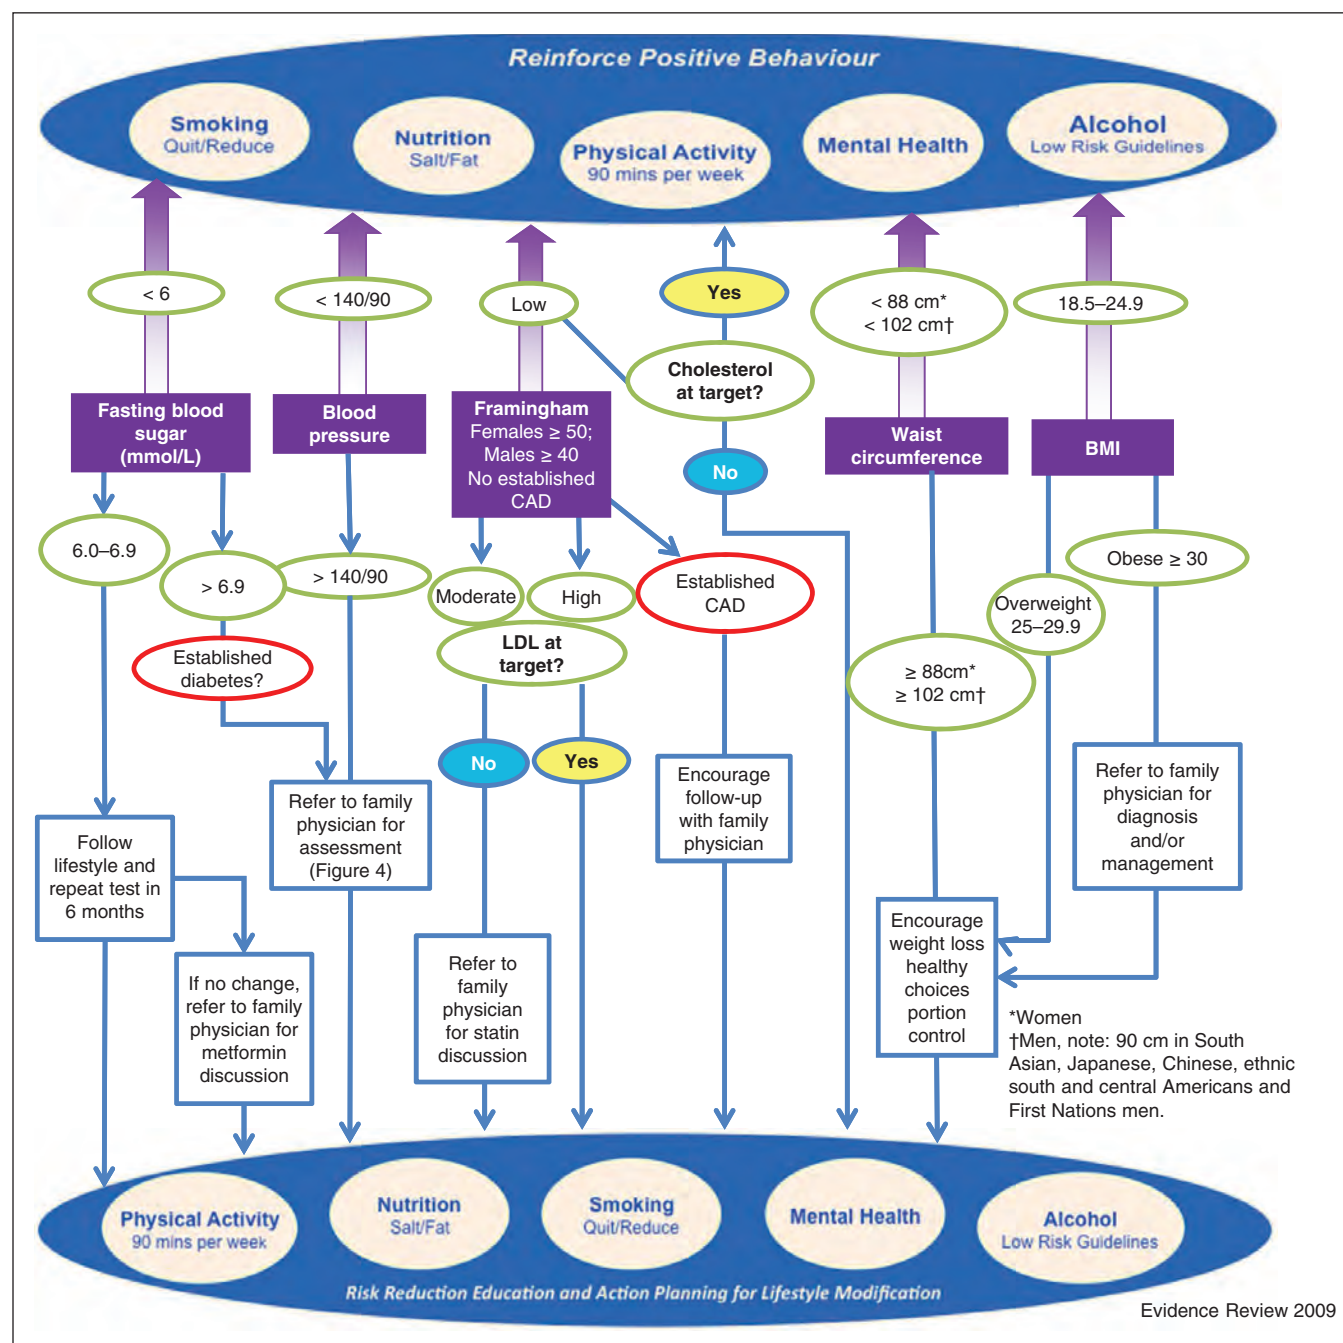 Reinforce Positive Behaviour
Smoking
Quit/Reduce
Nutrition
Salt/Fat
Physical Activity
90 mins per week
Mental Health
Alcohol
Low Risk Guidelines
< 6
< 140/90
Low
Yes
< 88 cm*
< 102 cm†
18.5–24.9
Cholesterol
at target?
Fasting blood
sugar
(mmol/L)
Blood
pressure
Framingham
Females ≥ 50;
Males ≥ 40
No established
CAD
No
Waist
circumference
BMI
6.0–6.9
> 6.9
> 140/90
Moderate
High
Established
CAD
Overweight
25–29.9
Obese ≥ 30
Established
diabetes?
LDL at
target?
≥ 88cm*
≥ 102 cm†
No
Yes
Refer to family
physician for
assessment
(Figure 4)
Encourage
follow-up
with family
physician
Refer to family
physician for
diagnosis
and/or
management
Follow
lifestyle and
repeat test in
6 months
If no change,
refer to family
physician for
metformin
discussion
Refer to
family
physician
for statin
discussion
Encourage
weight loss
healthy
choices
portion
control
*Women
†Men, note: 90 cm in South
Asian, Japanese, Chinese, ethnic
south and central Americans and
First Nations men.
Physical Activity
90 mins per week
Nutrition
Salt/Fat
Smoking
Quit/Reduce
Mental Health
Alcohol
Low Risk Guidelines
Risk Reduction Education and Action Planning for Lifestyle Modification
Evidence Review 2009